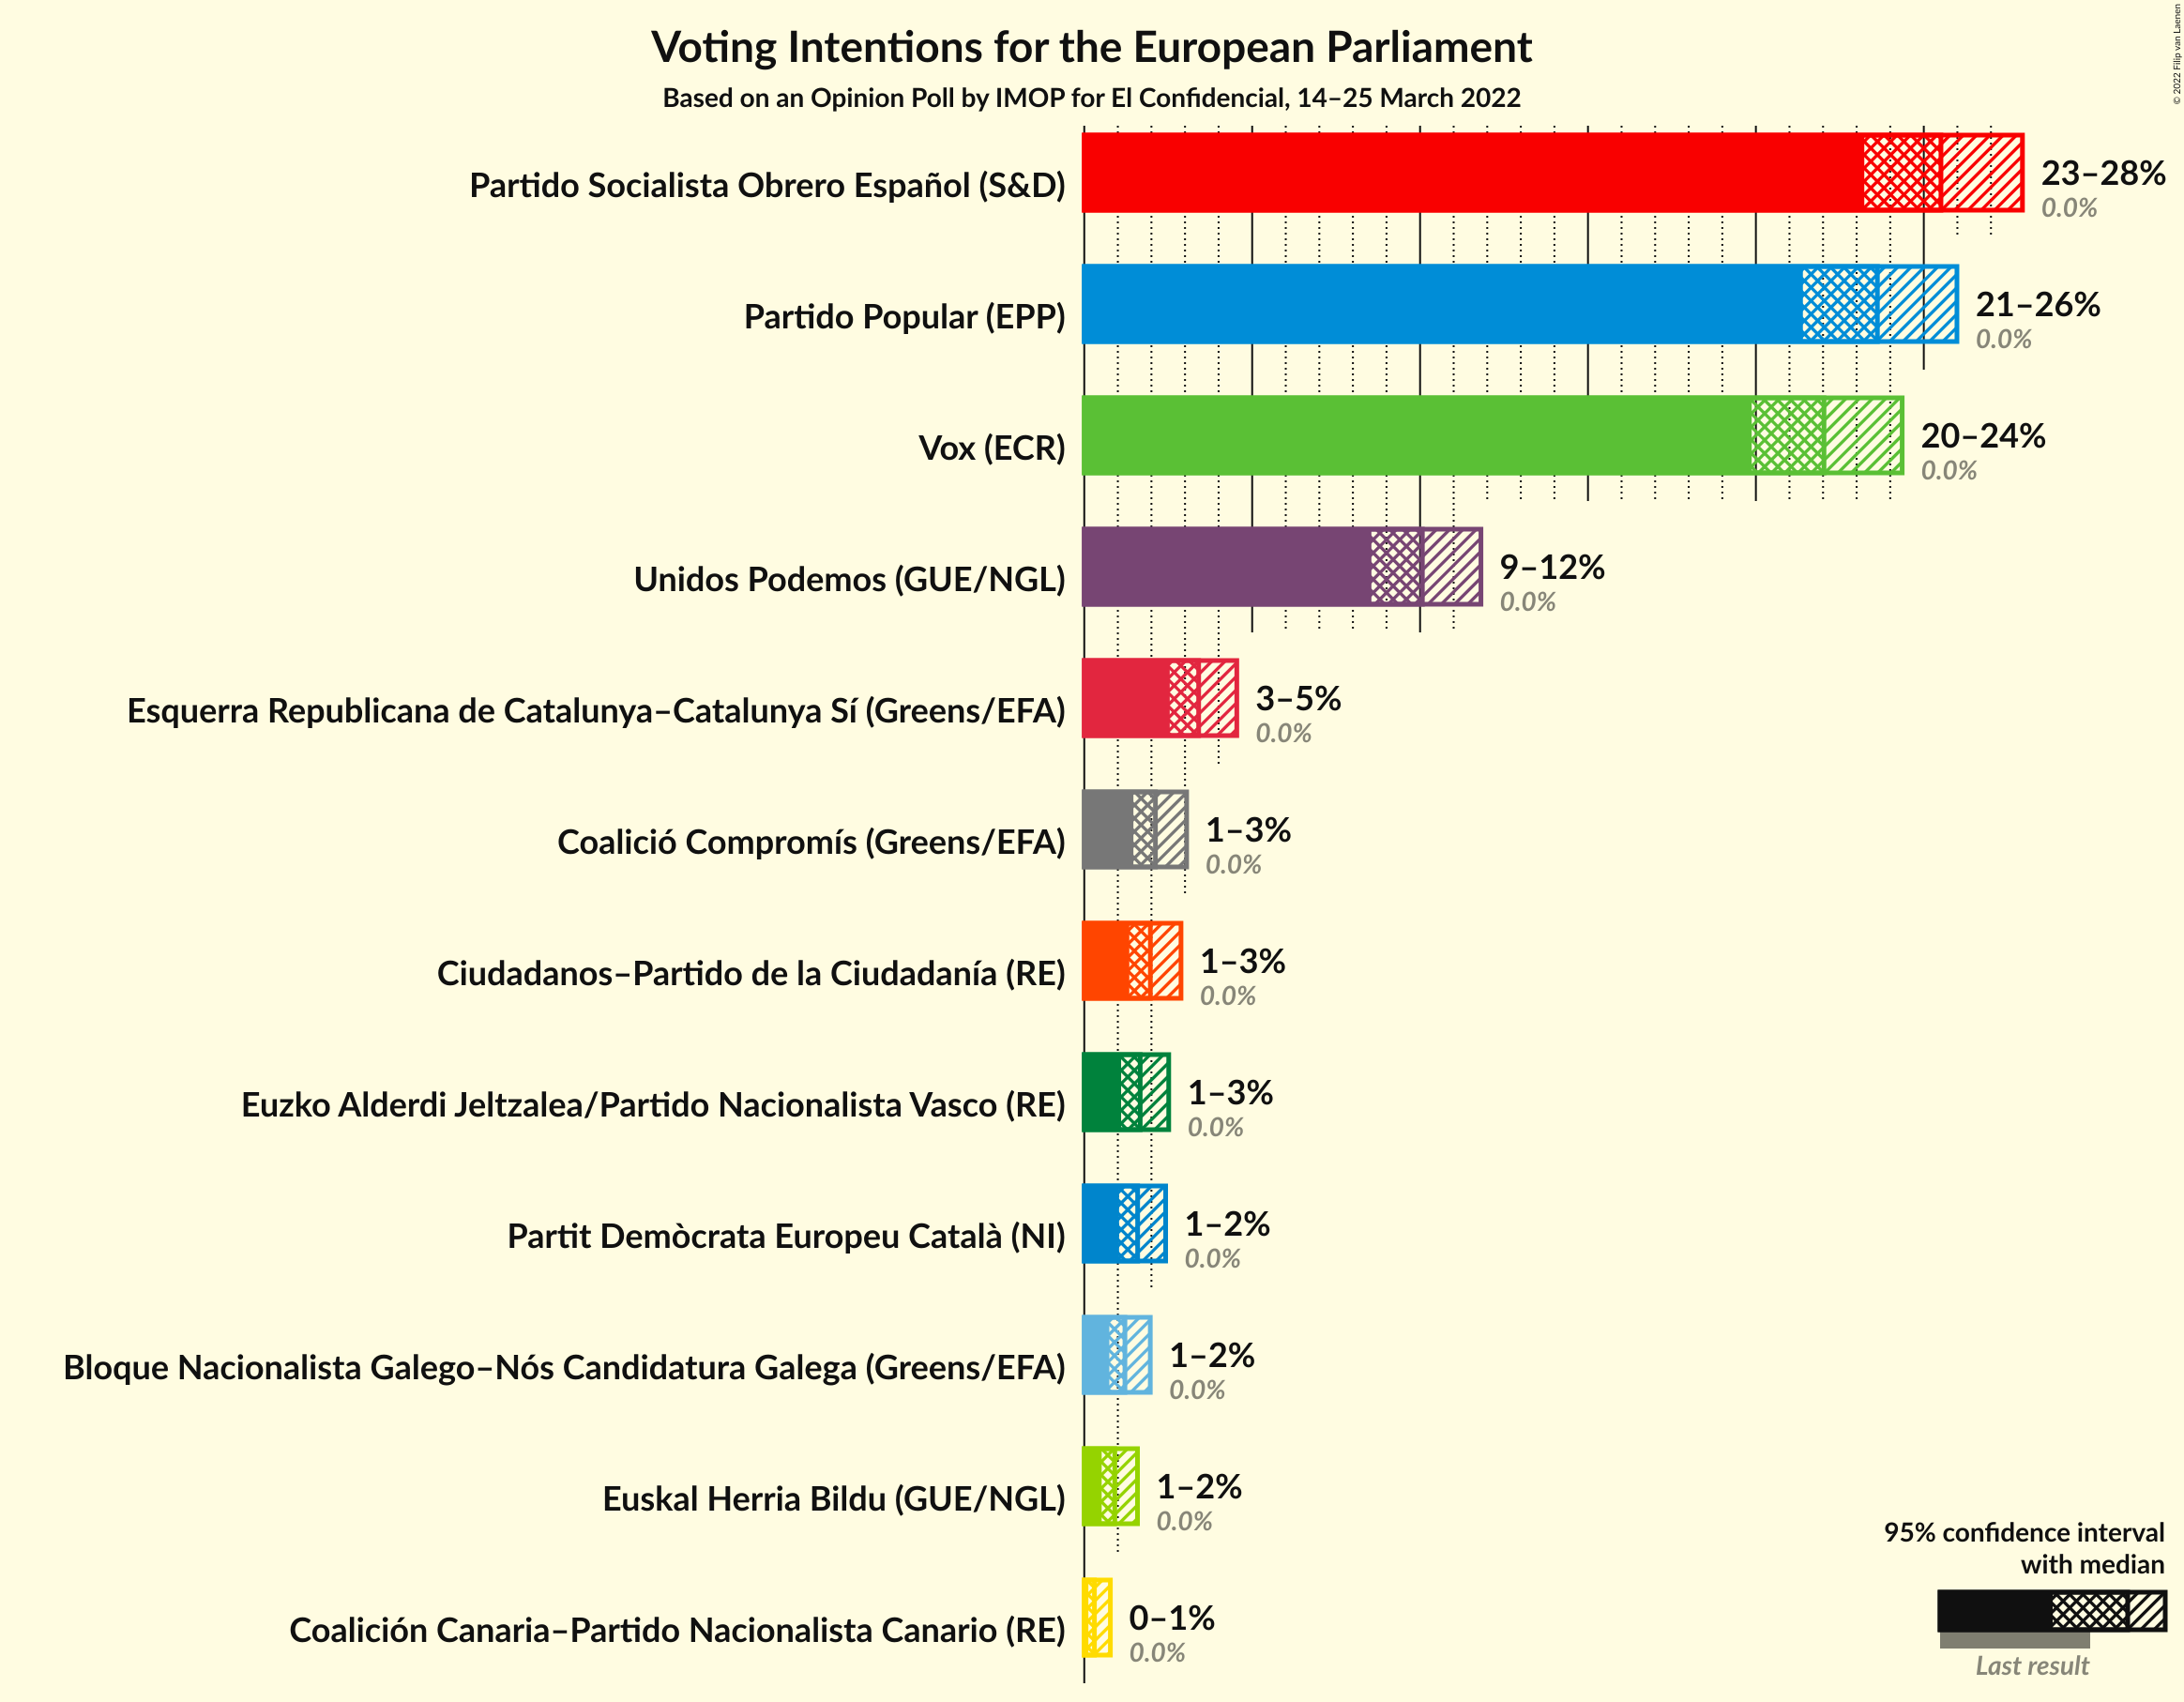 Voting Intentions for the European Parliament
Based on an Opinion Poll by IMOP for El Confidencial, 14–25 March 2022
© 2022 Filip van Laenen
Partido Socialista Obrero Español (S&D)
23–28%
0.0%
Partido Popular (EPP)
21–26%
0.0%
Vox (ECR)
20–24%
0.0%
Unidos Podemos (GUE/NGL)
9–12%
0.0%
Esquerra Republicana de Catalunya–Catalunya Sí (Greens/EFA)
3–5%
0.0%
Coalició Compromís (Greens/EFA)
1–3%
0.0%
Ciudadanos–Partido de la Ciudadanía (RE)
1–3%
0.0%
Euzko Alderdi Jeltzalea/Partido Nacionalista Vasco (RE)
1–3%
0.0%
Partit Demòcrata Europeu Català (NI)
1–2%
0.0%
Bloque Nacionalista Galego–Nós Candidatura Galega (Greens/EFA)
1–2%
0.0%
Euskal Herria Bildu (GUE/NGL)
1–2%
0.0%
Coalición Canaria–Partido Nacionalista Canario (RE)
0–1%
0.0%
95% confidence interval
with median
Last result